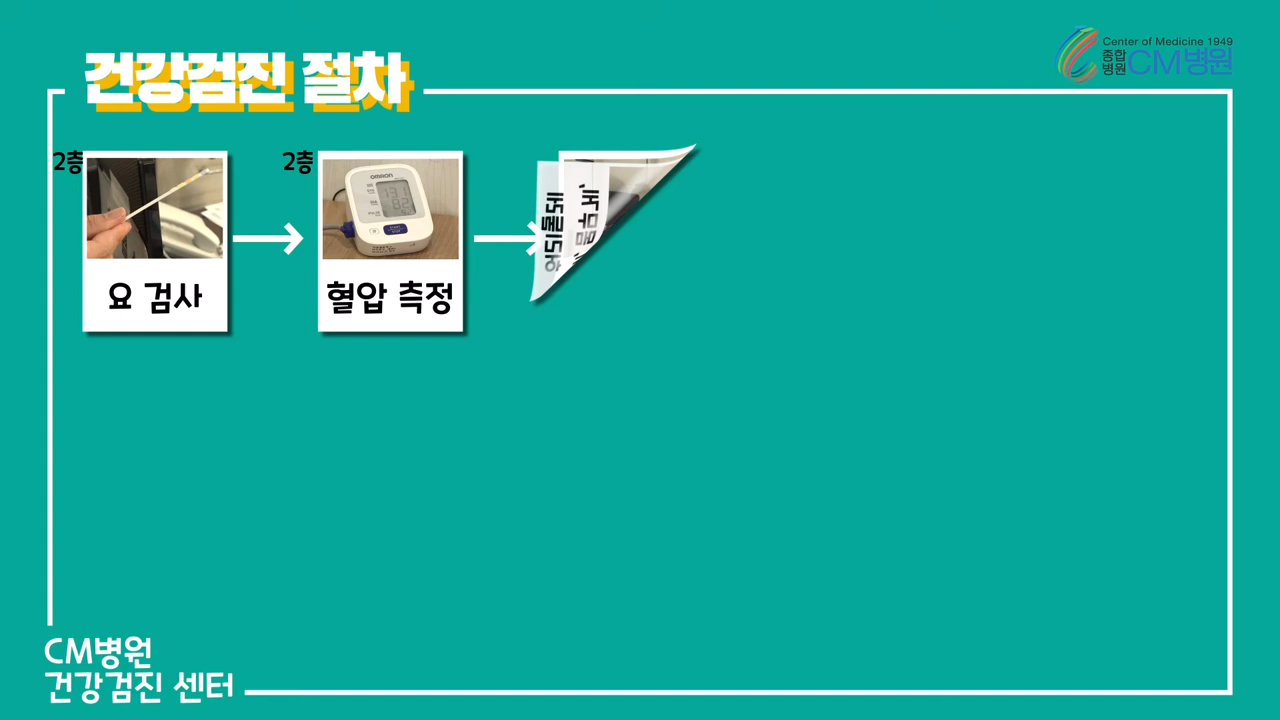 건강검진 절차
Center of Medicine 1949
종합
병원
CM병원
2층
요 검사
2층
OMRON
131
82
혈압 측정
CM병원
건강검진 센터